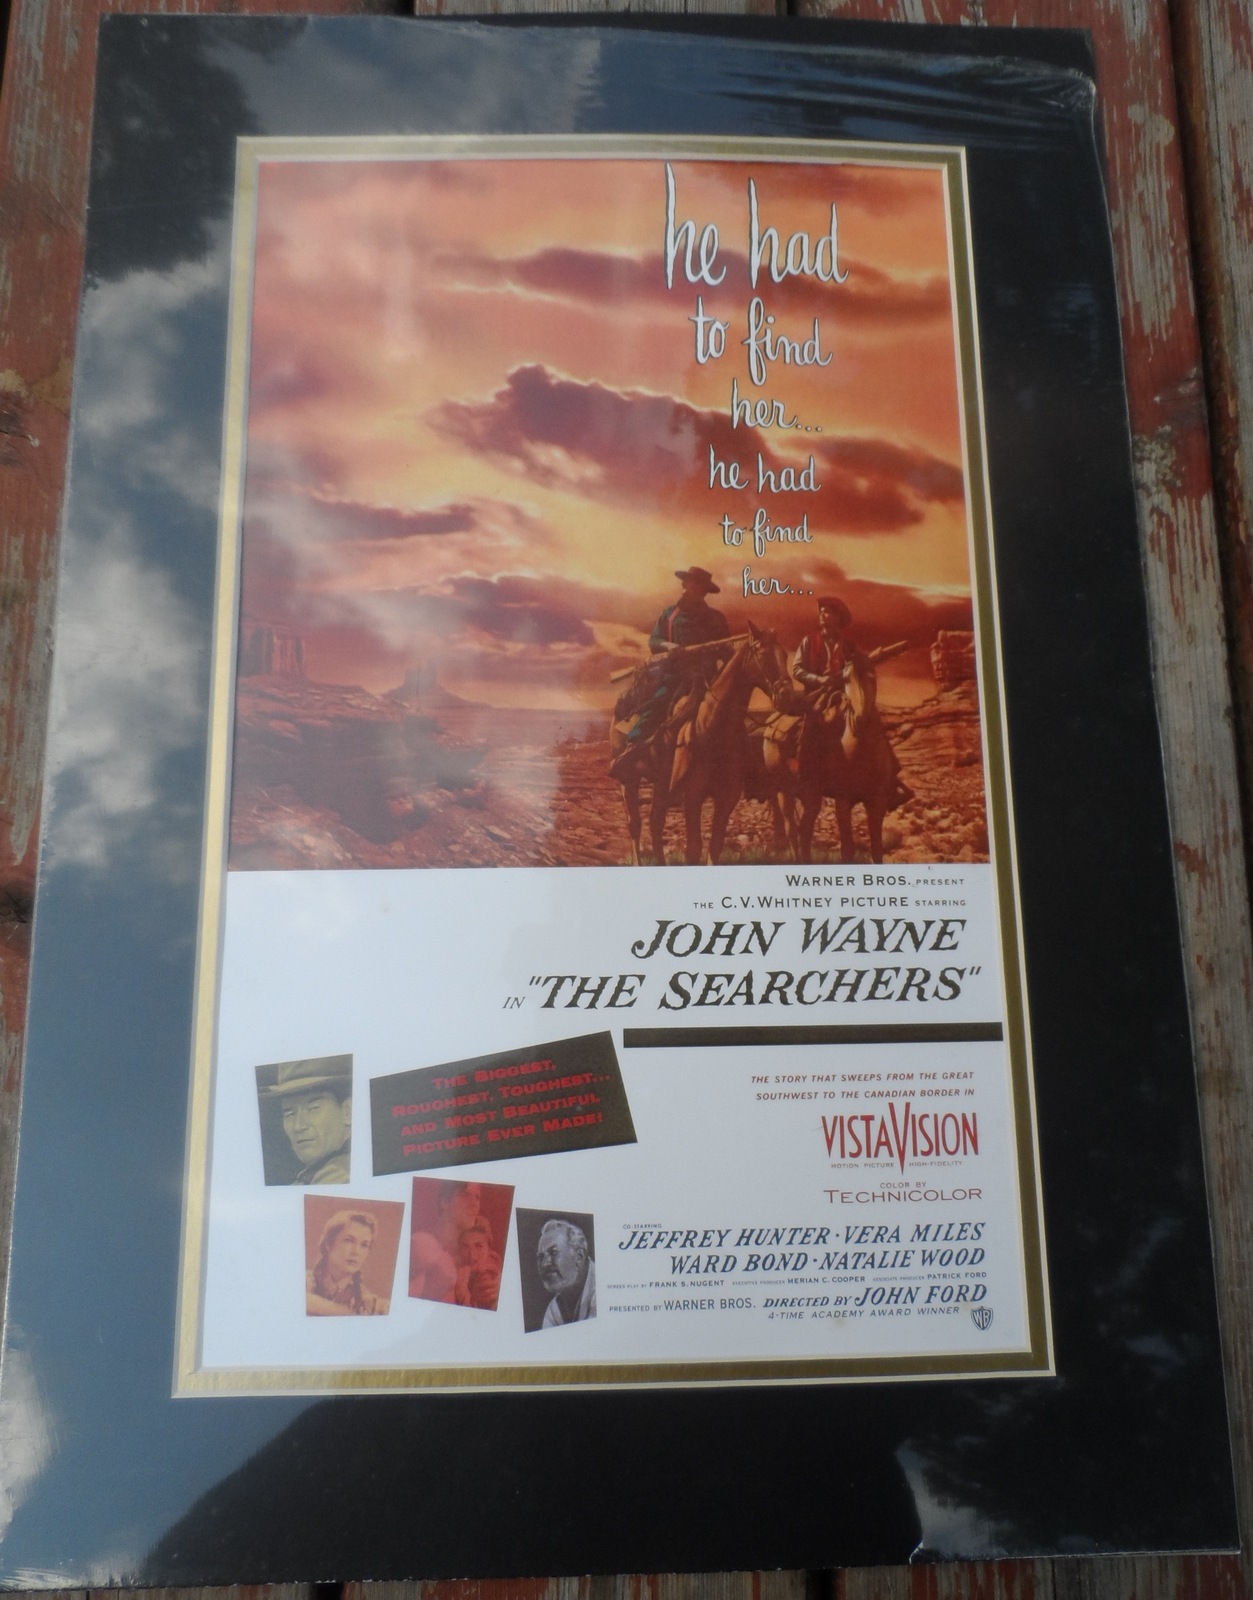 he had
to find
her...
he had
to find
her...
WARNER BROS. PRESENT
THE C.V. WHITNEY PICTURE STARRING
JOHN WAYNE
IN "THE SEARCHERS"
THE BIGGEST,
ROUGHEST, TOUGHEST...
AND MOST BEAUTIFUL
PICTURE EVER MADE!
THE STORY THAT SWEEPS FROM THE GREAT
SOUTHWEST TO THE CANADIAN BORDER IN
VISTAVISION
MOTION PICTURE HIGH-FIDELITY
COLOR BY
TECHNICOLOR
CO-STARRING
JEFFREY HUNTER · VERA MILES
WARD BOND · NATALIE WOOD
SCREEN PLAY BY FRANK S. NUGENT EXECUTIVE PRODUCER MERIAN C. COOPER ASSOCIATE PRODUCER PATRICK FORD
PRESENTED BY WARNER BROS. DIRECTED BY JOHN FORD
4-TIME ACADEMY AWARD WINNER
WB